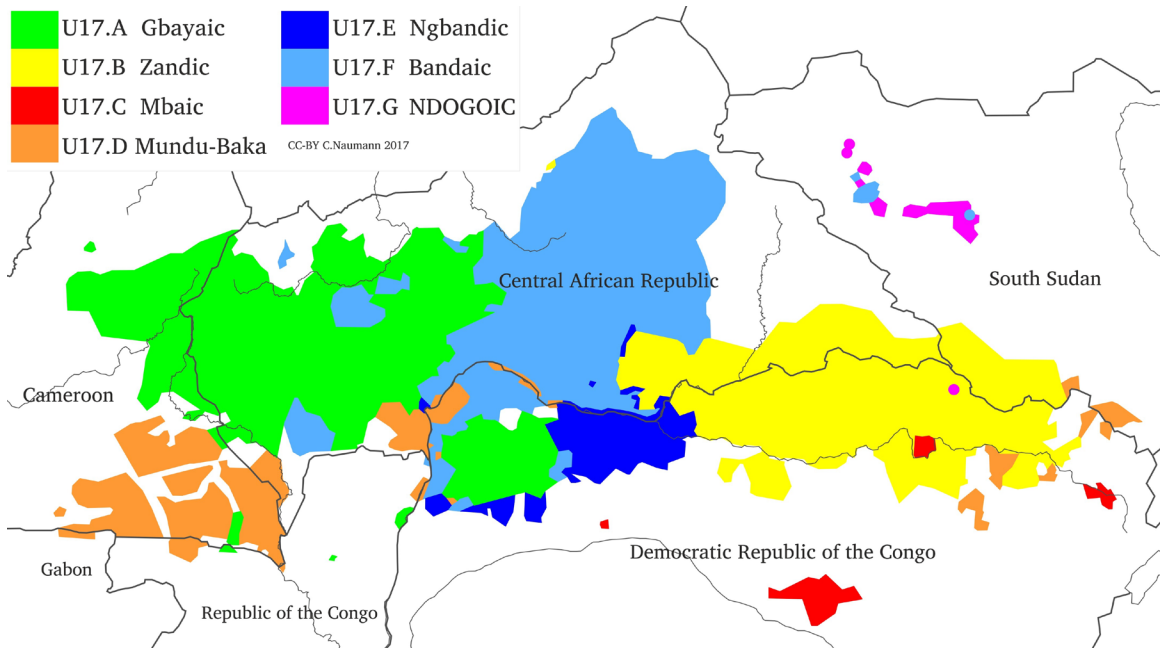 U17.A Gbayaic
U17.B Zandic
U17.C Mbaic
U17.D Mundu-Baka
U17.E Ngbandic
U17.F Bandaic
U17.G NDOGOIC
CC-BY C.Naumann 2017
Central African Republic
South Sudan
Cameroon
Democratic Republic of the Congo
Gabon
Republic of the Congo